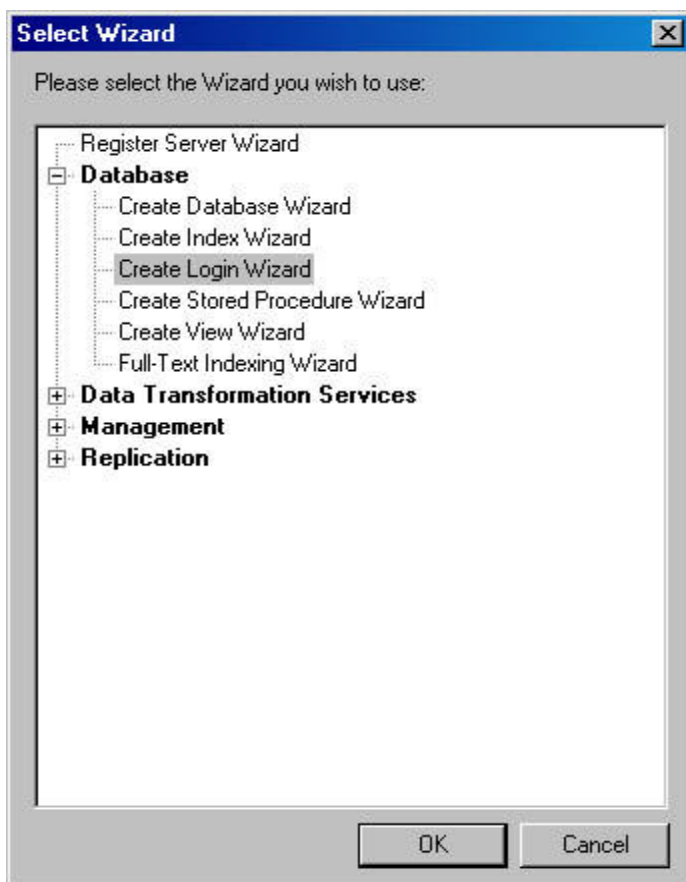 Select Wizard
Please select the Wizard you wish to use:
Register Server Wizard
Database
Create Database Wizard
Create Index Wizard
Create Login Wizard
Create Stored Procedure Wizard
Create View Wizard
Full-Text Indexing Wizard
Data Transformation Services
Management
Replication
OK Cancel